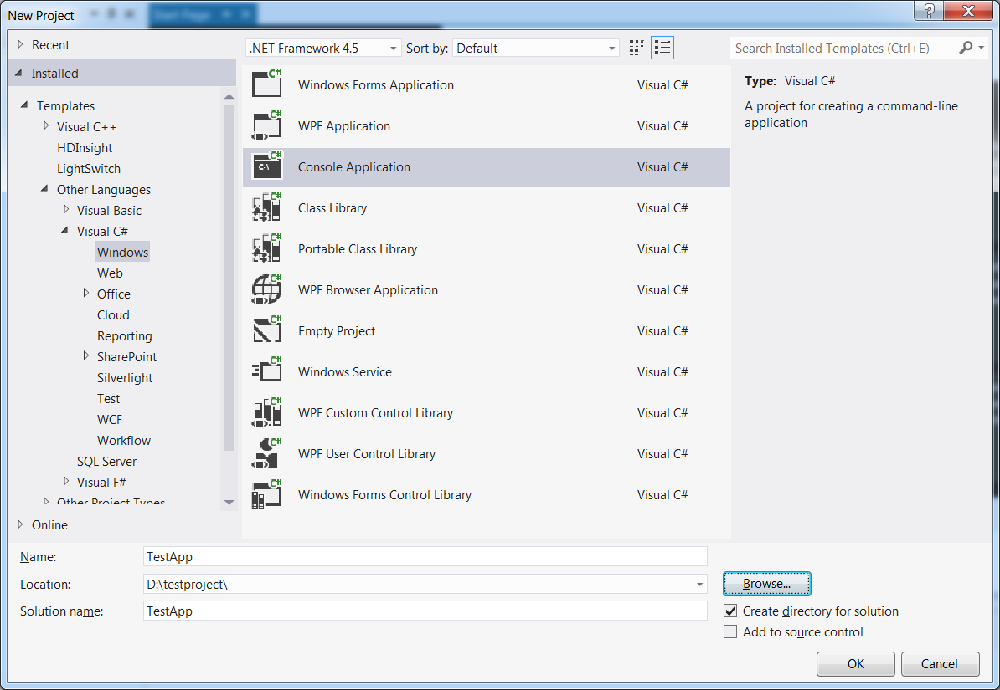 New Project
Start Page
Recent
Installed
Templates
Visual C++
HDInsight
LightSwitch
Other Languages
Visual Basic
Visual C#
Windows
Web
Office
Cloud
Reporting
SharePoint
Silverlight
Test
WCF
Workflow
SQL Server
Visual F#
Other Project Types
Online
.NET Framework 4.5 Sort by: Default
C# Windows Forms Application Visual C#
C# WPF Application Visual C#
C# C:\ Console Application Visual C#
C# Class Library Visual C#
C# Portable Class Library Visual C#
C# WPF Browser Application Visual C#
C# Empty Project Visual C#
C# Windows Service Visual C#
C# WPF Custom Control Library Visual C#
C# WPF User Control Library Visual C#
C# Windows Forms Control Library Visual C#
Search Installed Templates (Ctrl+E)
Type: Visual C#
A project for creating a command-line
application
Name: TestApp
Location: D:\testproject\ Browse...
Solution name: TestApp
Create directory for solution
Add to source control
OK Cancel